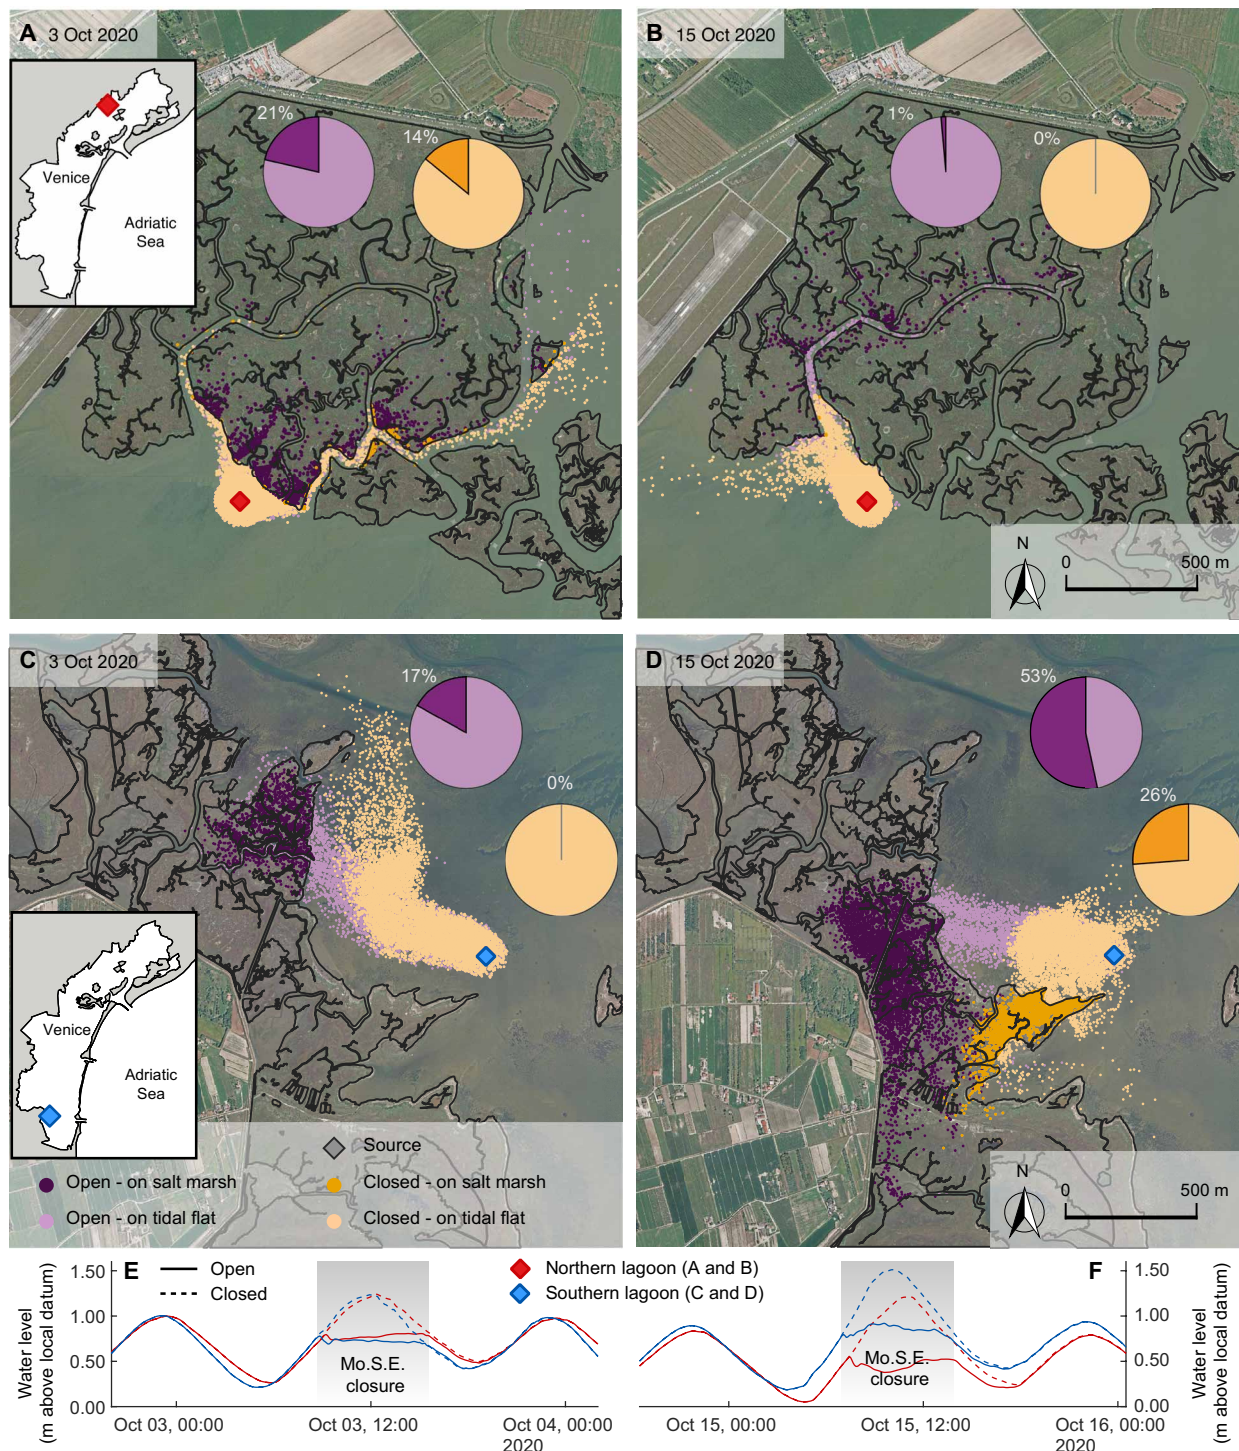 A 3 Oct 2020
B 15 Oct 2020
21%
14%
1%
0%
Venice
Adriatic
Sea
N
0 500 m
C 3 Oct 2020
D 15 Oct 2020
17%
0%
53%
26%
Venice
Adriatic
Sea
Source
Open - on salt marsh
Closed - on salt marsh
Open - on tidal flat
Closed - on tidal flat
N
0 500 m
E
Open
Closed
Northern lagoon (A and B)
Southern lagoon (C and D)
F
Water level
(m above local datum)
1.50
1.00
0.50
0.00
Mo.S.E.
closure
Oct 03, 00:00
Oct 03, 12:00
Oct 04, 00:00
2020
Mo.S.E.
closure
Oct 15, 00:00
Oct 15, 12:00
Oct 16, 00:00
2020
1.50
1.00
0.50
0.00
Water level
(m above local datum)